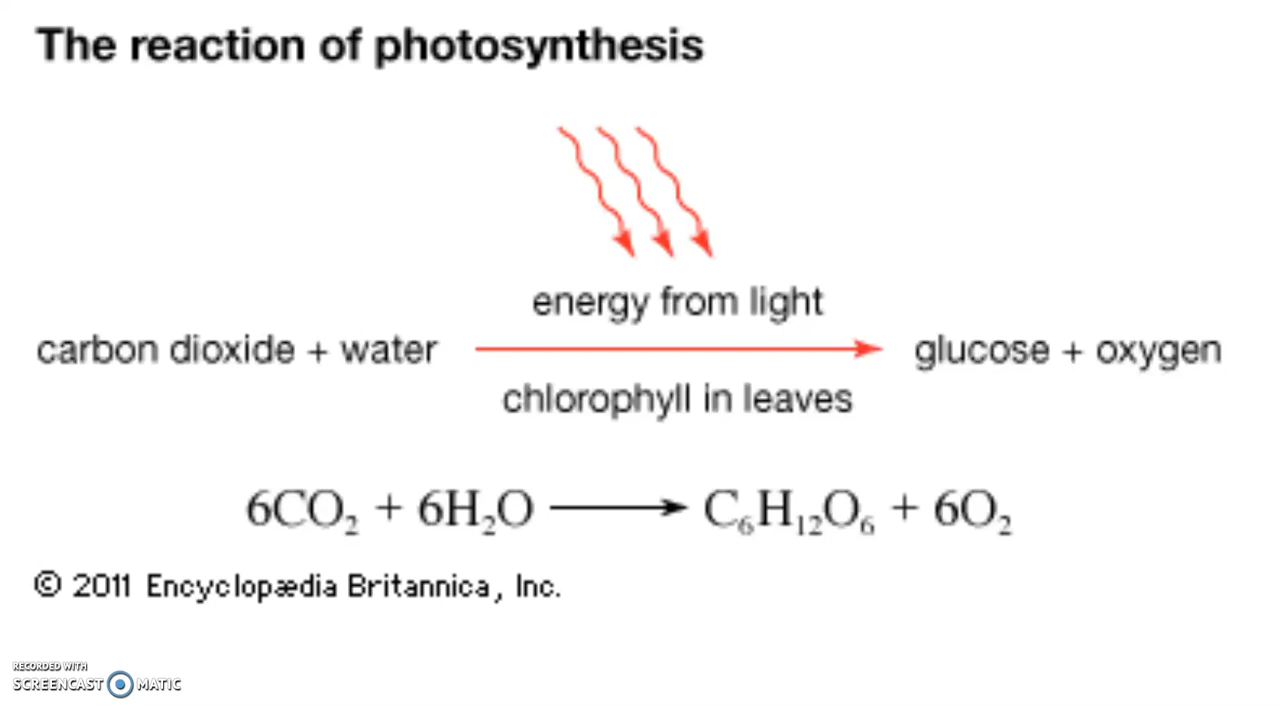 The reaction of photosynthesis
energy from light
carbon dioxide + water glucose + oxygen
chlorophyll in leaves
6CO₂ + 6H₂O ⟶ C₆H₁₂O₆ + 6O₂
© 2011 Encyclopædia Britannica, Inc.
RECORDED WITH
SCREENCAST MATIC